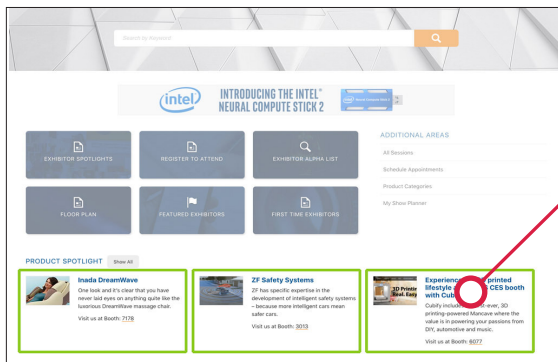 Search by Keyword
intel
INTRODUCING THE INTEL®
NEURAL COMPUTE STICK 2
EXHIBITOR SPOTLIGHTS
REGISTER TO ATTEND
EXHIBITOR ALPHA LIST
FLOOR PLAN
FEATURED EXHIBITORS
FIRST TIME EXHIBITORS
ADDITIONAL AREAS
All Sessions
Schedule Appointments
Product Categories
My Show Planner
PRODUCT SPOTLIGHT
Show All
Inada DreamWave
One look and it's clear that you have
never laid eyes on anything quite like the
luxurious DreamWave massage chair.
Visit us at Booth: 7178
ZF Safety Systems
ZF has specific expertise in the
development of intelligent safety systems
– because more intelligent cars mean
safer cars.
Visit us at Booth: 3013
3D Printing
Real. Easy
printed
lifestyle CES booth
with
Cubify -ever, 3D
printing-powered Mancave where the
value is in powering your passions from
DIY, automotive and music.
Visit us at Booth: 6077